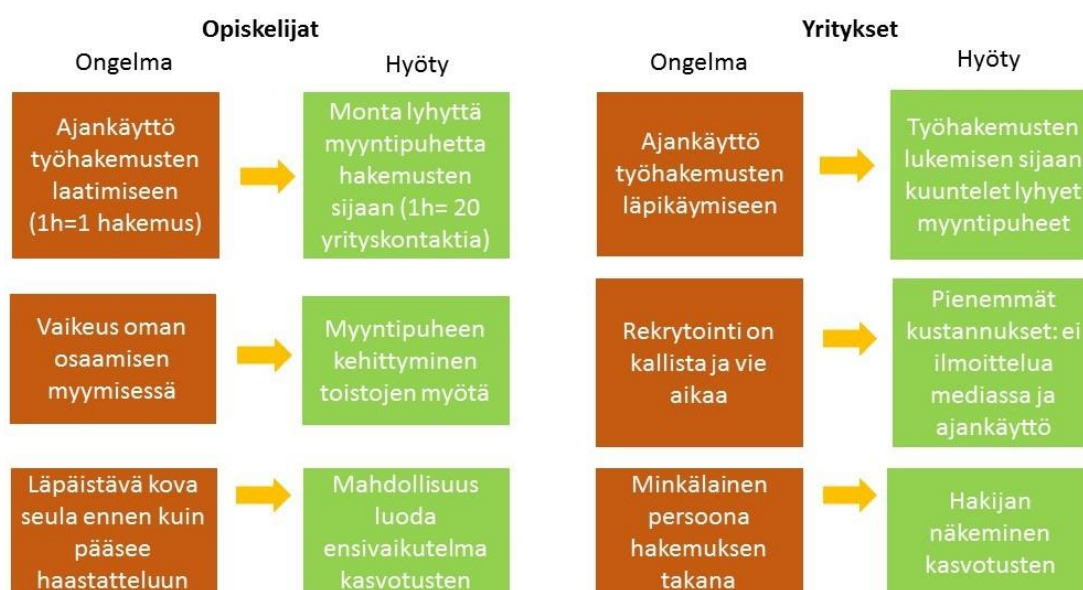 Opiskelijat
Ongelma
Hyöty
Ajankäyttö
työhakemusten
laatimiseen
(1h=1 hakemus)
Monta lyhyttä
myyntipuhetta
hakemusten
sijaan (1h= 20
yrityskontaktia)
Vaikeus oman
osaamisen
myymisessä
Myyntipuheen
kehittyminen
toistojen myötä
Läpäistävä kova
seula ennen kuin
pääsee
haastatteluun
Mahdollisuus
luoda
ensivaikutelma
kasvotusten
Yritykset
Ongelma
Hyöty
Ajankäyttö
työhakemusten
läpikäymiseen
Työhakemusten
lukemisen sijaan
kuuntelet lyhyet
myyntipuheet
Rekrytointi on
kallista ja vie
aikaa
Pienemmät
kustannukset: ei
ilmoittelua
mediassa ja
ajankäyttö
Minkälainen
persoona
hakemuksen
takana
Hakijan
näkeminen
kasvotusten